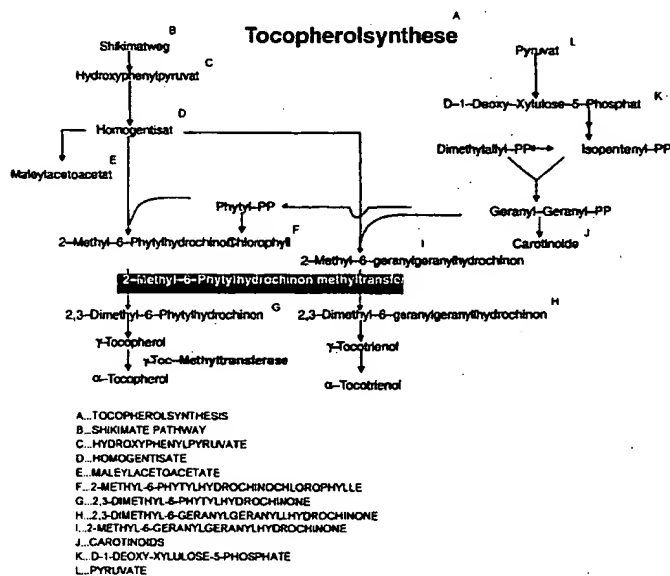 Tocopherolsynthese A
B
Shikimatweg
C
Hydroxyphenylpyruvat
D
Homogentisat
E
Maleylacetoacetat
Pyruvat L
D-1-Deoxy-Xylulose-5-Phosphat K
Dimethylallyl-PP Isopentenyl-PP
Phytyl-PP
Geranyl-Geranyl-PP
J
Carotinoide
F
2-Methyl-6-Phytylhydrochinon Chlorophyll
I
2-Methyl-6-geranylgeranylhydrochinon
2-Methyl-6-Phytylhydrochinon methyltransfer
G
2,3-Dimethyl-6-Phytylhydrochinon
H
2,3-Dimethyl-6-geranylgeranylhydrochinon
γ-Tocopherol
γ-Tocotrienol
γToc-Methyltransferase
α-Tocopherol
α-Tocotrienol
A...TOCOPHEROLSYNTHESIS
B...SHIKIMATE PATHWAY
C...HYDROXYPHENYLPYRUVATE
D...HOMOGENTISATE
E...MALEYLACETOACETATE
F...2-METHYL-6-PHYTYLHYDROCHINOCHLOROPHYLLE
G...2,3-DIMETHYL-6-PHYTYLHYDROCHINONE
H...2,3-DIMETHYL-6-GERANYLGERANYLLHYDROCHINONE
I...2-METHYL-6-GERANYLGERANYLHYDROCHINONE
J...CAROTINOIDS
K...D-1-DEOXY-XYLULOSE-5-PHOSPHATE
L...PYRUVATE